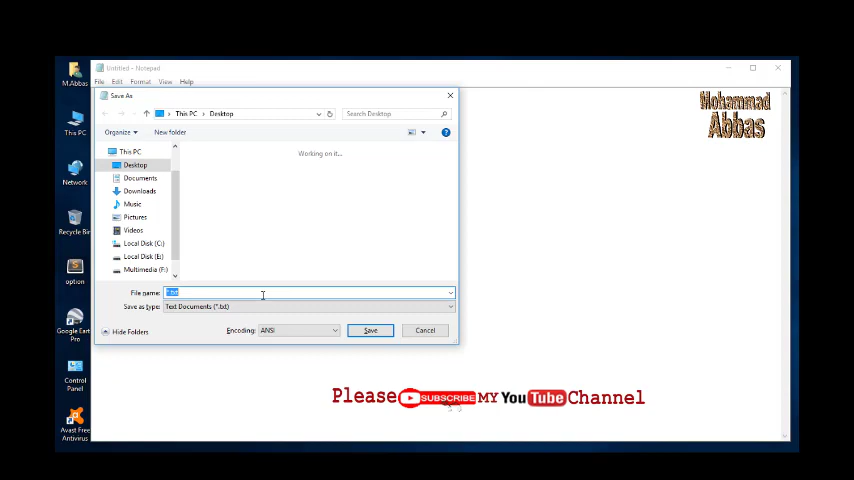 Untitled - Notepad
File Edit Format View Help
Save As
This PC > Desktop
Search Desktop
Organize
New folder
This PC
Desktop
Documents
Downloads
Music
Pictures
Videos
Local Disk (C:)
Local Disk (E:)
Multimedia (F:)
Working on it...
File name: *.txt
Save as type: Text Documents (*.txt)
Hide Folders
Encoding: ANSI
Save
Cancel
M.Abbas
This PC
Network
Recycle Bin
option
Google Earth
Pro
Control
Panel
Avast Free
Antivirus
Mohammad
Abbas
Please SUBSCRIBE MY YouTube Channel